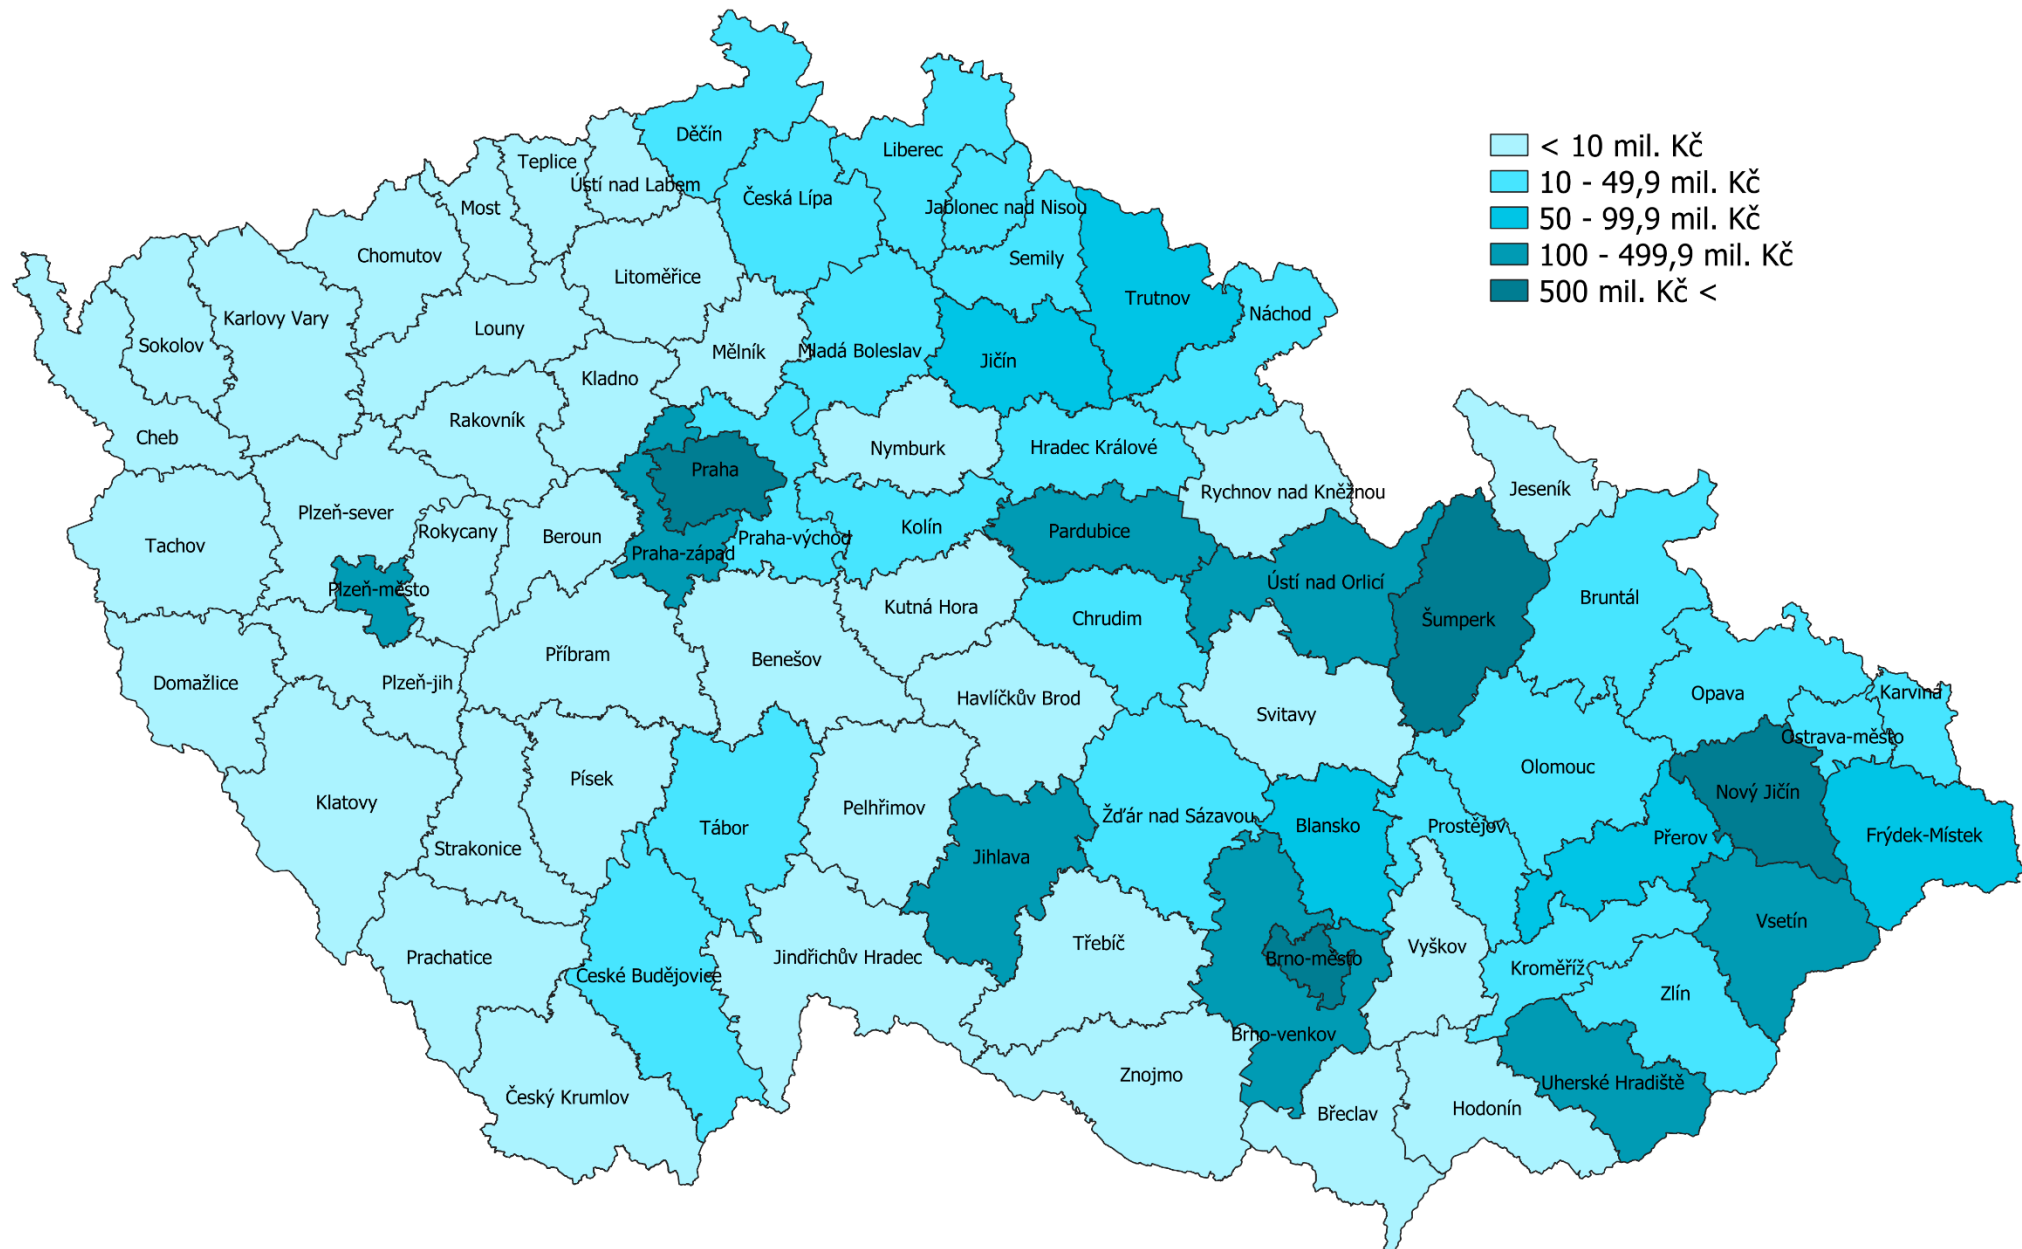 < 10 mil. Kč
10 - 49,9 mil. Kč
50 - 99,9 mil. Kč
100 - 499,9 mil. Kč
500 mil. Kč <
Děčín
Liberec
Teplice
Ústí nad Labem
Česká Lípa
Most
Jablonec nad Nisou
Chomutov
Semily
Litoměřice
Trutnov
Náchod
Karlovy Vary
Louny
Sokolov
Mělník
Mladá Boleslav
Jičín
Kladno
Rakovník
Cheb
Nymburk
Hradec Králové
Praha
Rychnov nad Kněžnou
Jeseník
Plzeň-sever
Rokycany
Beroun
Kolín
Pardubice
Praha-východ
Tachov
Praha-západ
Ústí nad Orlicí
Plzeň-město
Bruntál
Kutná Hora
Chrudim
Šumperk
Příbram
Benešov
Domažlice
Plzeň-jih
Opava
Karviná
Havlíčkův Brod
Svitavy
Ostrava-město
Olomouc
Písek
Nový Jičín
Klatovy
Pelhřimov
Žďár nad Sázavou
Tábor
Blansko
Prostějov
Přerov
Frýdek-Místek
Strakonice
Jihlava
Vsetín
Třebíč
Vyškov
Prachatice
Jindřichův Hradec
Brno-město
Kroměříž
České Budějovice
Zlín
Brno-venkov
Znojmo
Uherské Hradiště
Český Krumlov
Hodonín
Břeclav